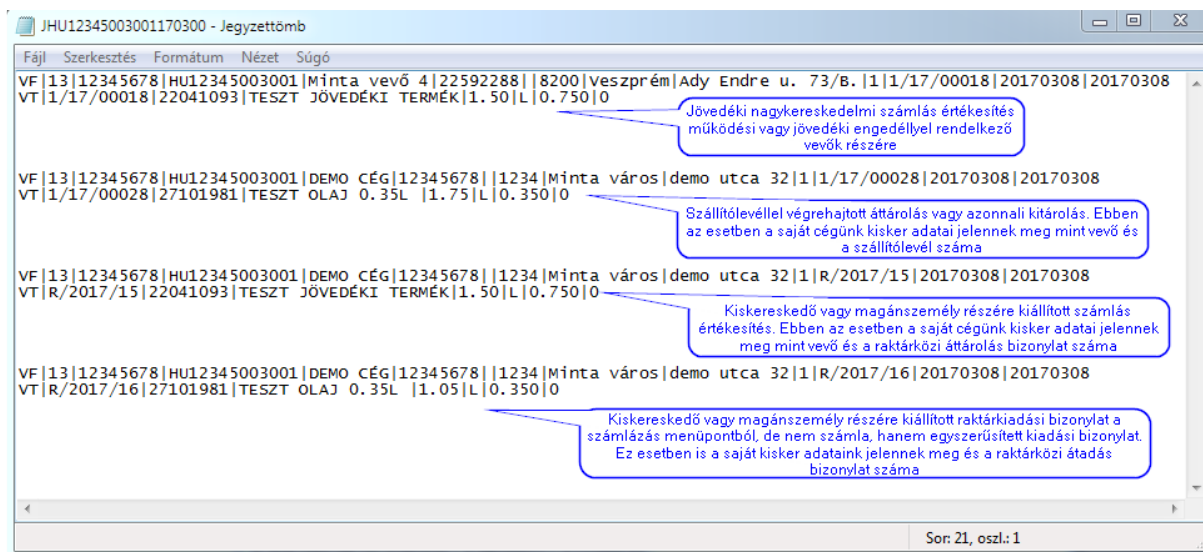 JHU12345003001170300 - Jegyzettömb
Fájl Szerkesztés Formátum Nézet Súgó
VF|13|12345678|HU12345003001|Minta vevő 4|22592288||8200|Veszprém|Ady Endre u. 73/B.|1|1/17/00018|20170308|20170308
VT|1/17/00018|22041093|TESZT JÖVEDÉKI TERMÉK|1.50|L|0.750|0
Jövedéki nagykereskedelmi számlás értékesítés
működési vagy jövedéki engedéllyel rendelkező
vevők részére
VF|13|12345678|HU12345003001|DEMO CÉG|12345678||1234|Minta város|demo utca 32|1|1/17/00028|20170308|20170308
VT|1/17/00028|27101981|TESZT OLAJ 0.35L |1.75|L|0.350|0
Szállítólevéllel végrehajtott áttárolás vagy azonnali kitárolás. Ebben
az esetben a saját cégünk kisker adatai jelennek meg mint vevő és
a szállítólevél száma
VF|13|12345678|HU12345003001|DEMO CÉG|12345678||1234|Minta város|demo utca 32|1|R/2017/15|20170308|20170308
VT|R/2017/15|22041093|TESZT JÖVEDÉKI TERMÉK|1.50|L|0.750|0
Kiskereskedő vagy magánszemély részére kiállított számlás
értékesítés. Ebben az esetben a saját cégünk kisker adatai jelennek
meg mint vevő és a raktárközi áttárolás bizonylat száma
VF|13|12345678|HU12345003001|DEMO CÉG|12345678||1234|Minta város|demo utca 32|1|R/2017/16|20170308|20170308
VT|R/2017/16|27101981|TESZT OLAJ 0.35L |1.05|L|0.350|0
Kiskereskedő vagy magánszemély részére kiállított raktárkiadási bizonylat a
számlázás menüpontból, de nem számla, hanem egyszerűsített kiadási bizonylat.
Ez esetben is a saját kisker adataink jelennek meg és a raktárközi átadás
bizonylat száma
Sor: 21, oszl.: 1